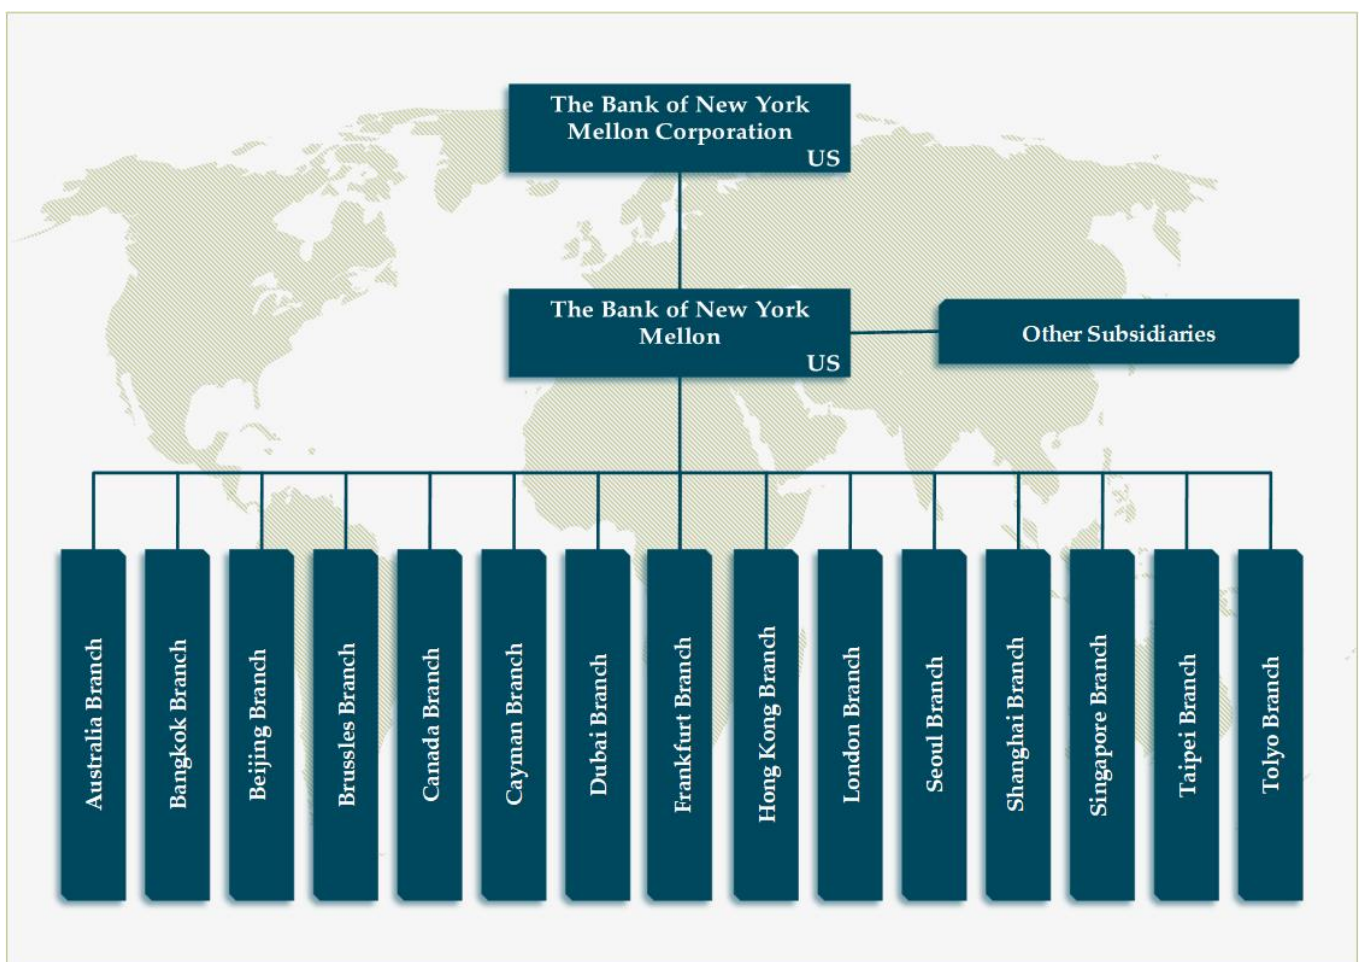 The Bank of New York
Mellon Corporation
US
The Bank of New York
Mellon
US
Other Subsidiaries
Australia Branch
Bangkok Branch
Beijing Branch
Brussles Branch
Canada Branch
Cayman Branch
Dubai Branch
Frankfurt Branch
Hong Kong Branch
London Branch
Seoul Branch
Shanghai Branch
Singapore Branch
Taipei Branch
Tolyo Branch